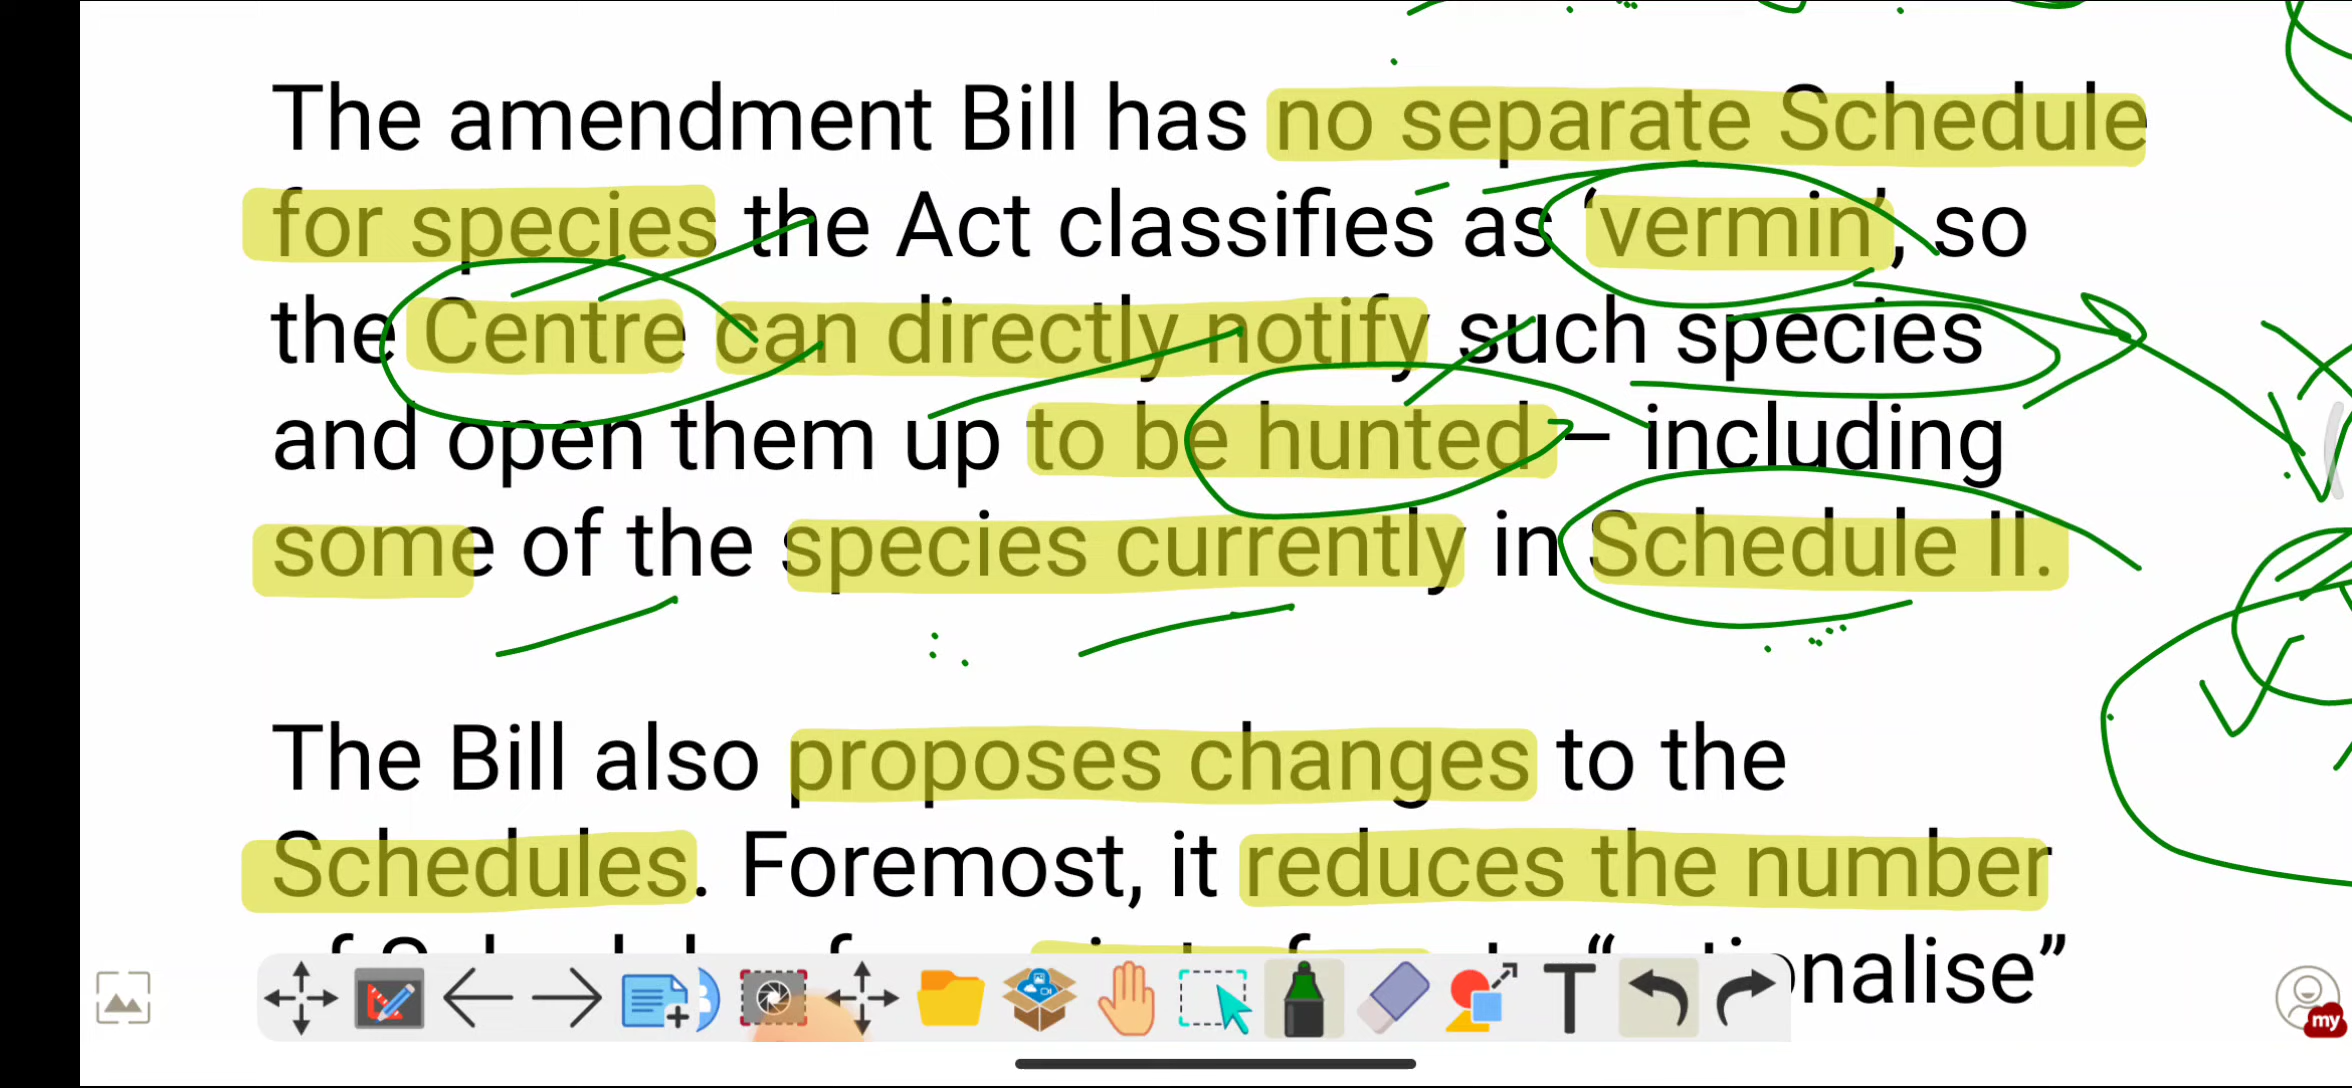 The amendment Bill has no separate Schedule
for species the Act classifies as ‘vermin’, so
the Centre can directly notify such species
and open them up to be hunted – including
some of the species currently in Schedule II.
The Bill also proposes changes to the
Schedules. Foremost, it reduces the number
my